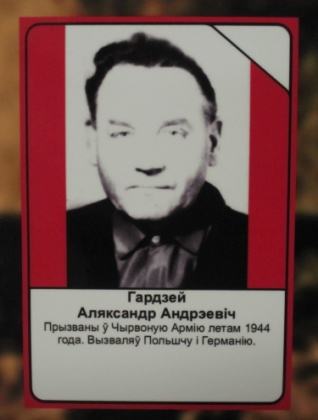 Гардзей
Аляксандр Андрэевіч
Прызваны ў Чырвоную Армію летам 1944
года. Вызваляў Польшчу і Германію.